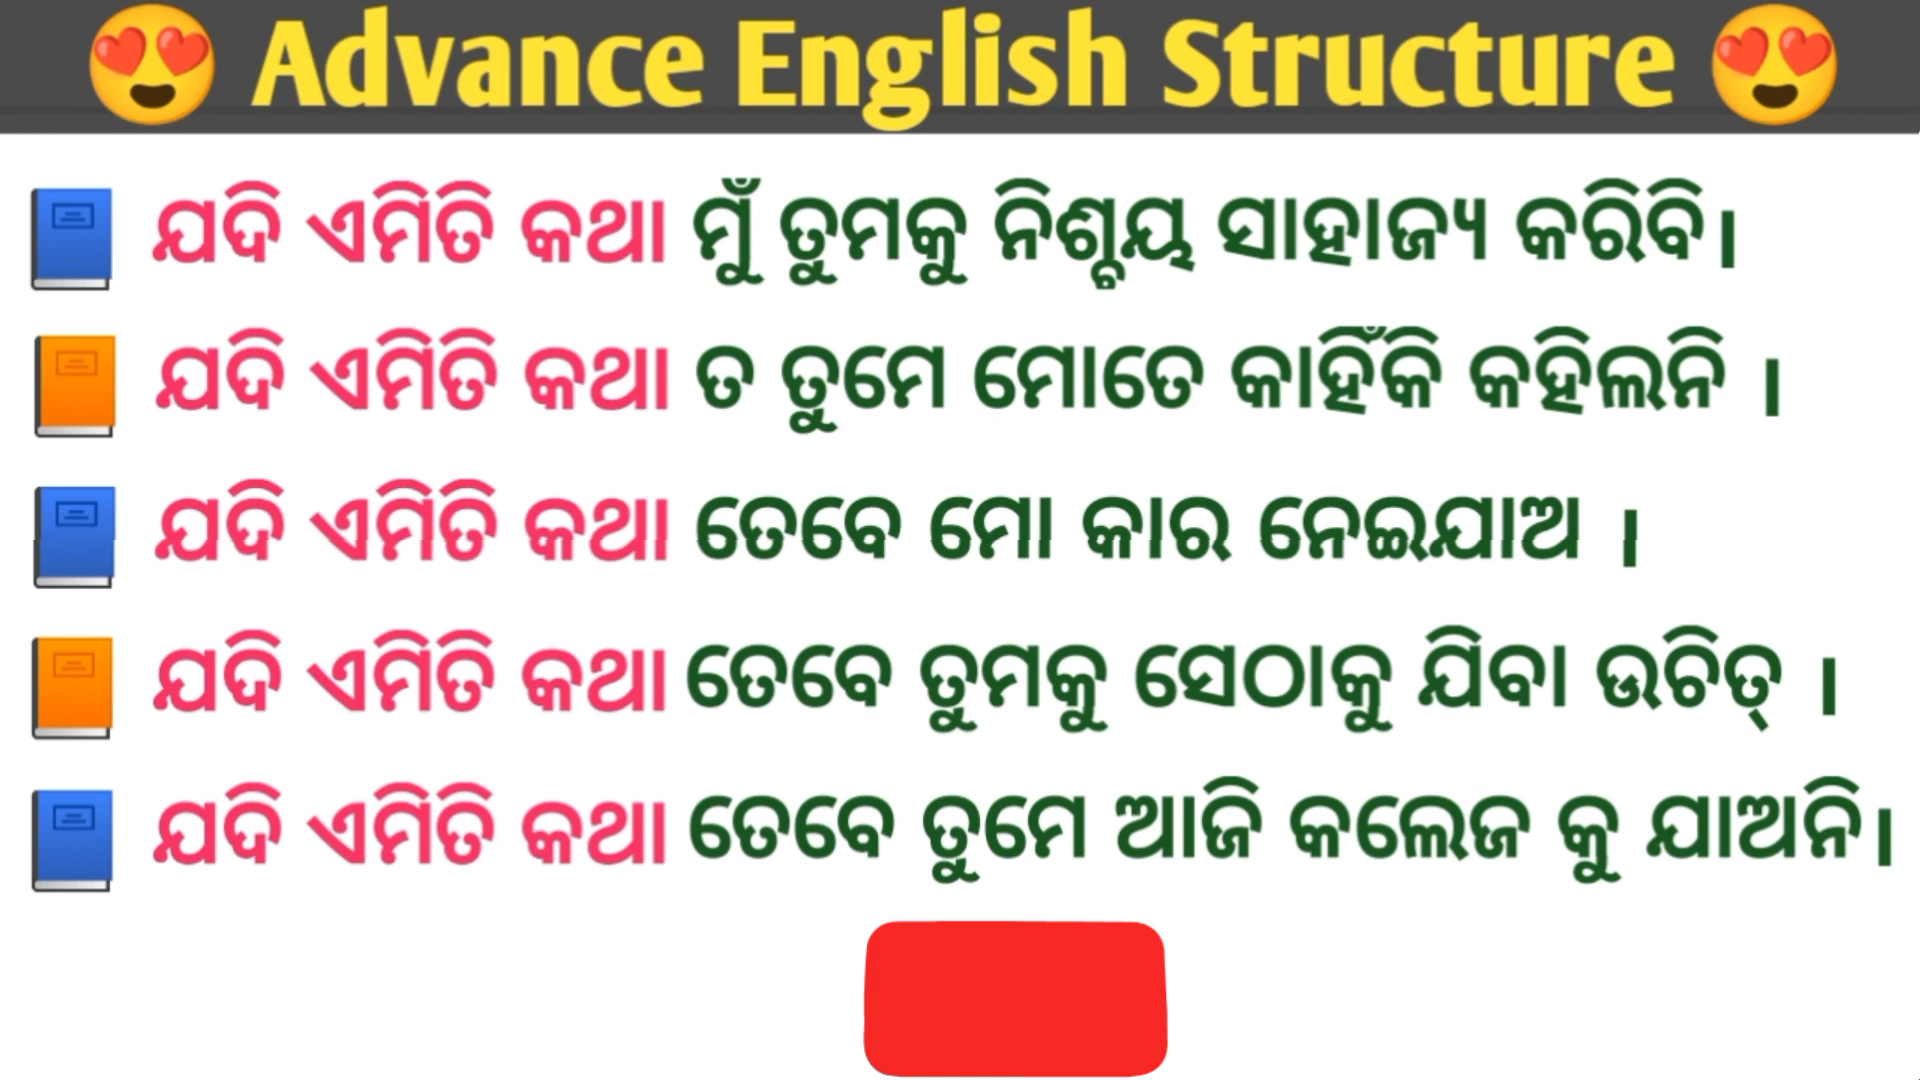 😍 Advance English Structure 😍
📘 ଯଦି ଏମିତି କଥା ମୁଁ ତୁମକୁ ନିଶ୍ଚୟ ସାହାଜ୍ୟ କରିବି।
📙 ଯଦି ଏମିତି କଥା ତ ତୁମେ ମୋତେ କାହିଁକି କହିଲନି ।
📘 ଯଦି ଏମିତି କଥା ତେବେ ମୋ କାର ନେଇଯାଅ ।
📙 ଯଦି ଏମିତି କଥା ତେବେ ତୁମକୁ ସେଠାକୁ ଯିବା ଉଚିତ୍ ।
📘 ଯଦି ଏମିତି କଥା ତେବେ ତୁମେ ଆଜି କଲେଜ କୁ ଯାଅନି।